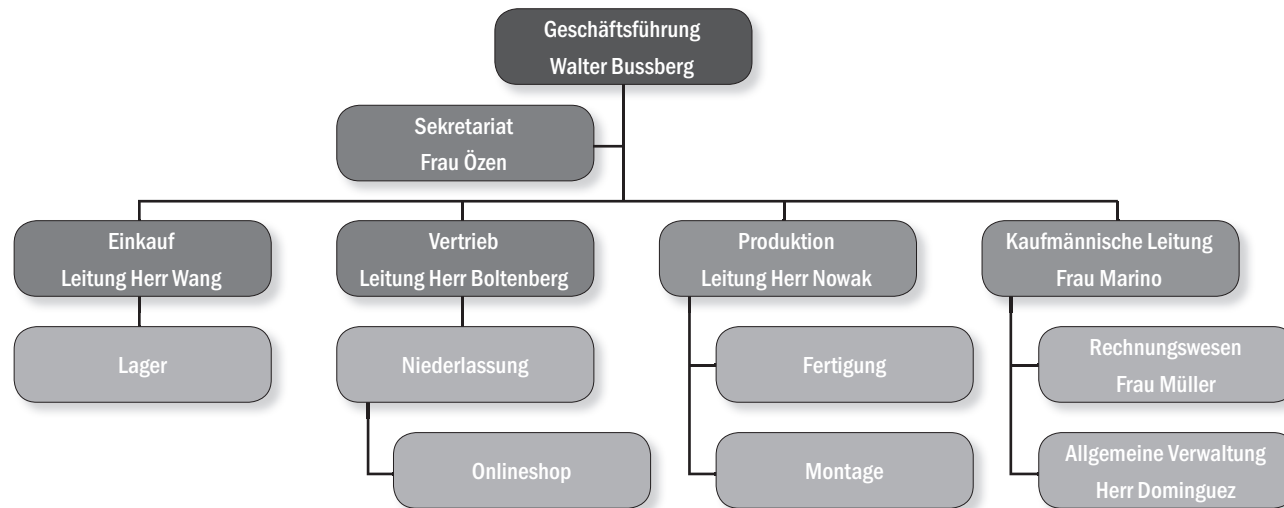 Geschäftsführung
Walter Bussberg
Sekretariat
Frau Özen
Einkauf
Leitung Herr Wang
Vertrieb
Leitung Herr Boltenberg
Produktion
Leitung Herr Nowak
Kaufmännische Leitung
Frau Marino
Lager
Niederlassung
Fertigung
Rechnungswesen
Frau Müller
Onlineshop
Montage
Allgemeine Verwaltung
Herr Dominguez